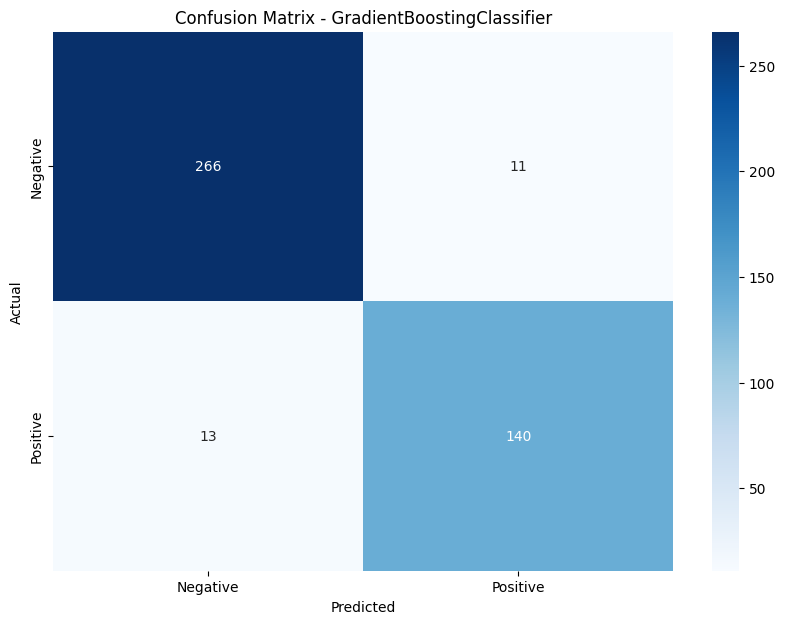 Confusion Matrix - GradientBoostingClassifier
Actual
Negative
Positive
266
11
13
140
Negative
Positive
Predicted
250
200
150
100
50